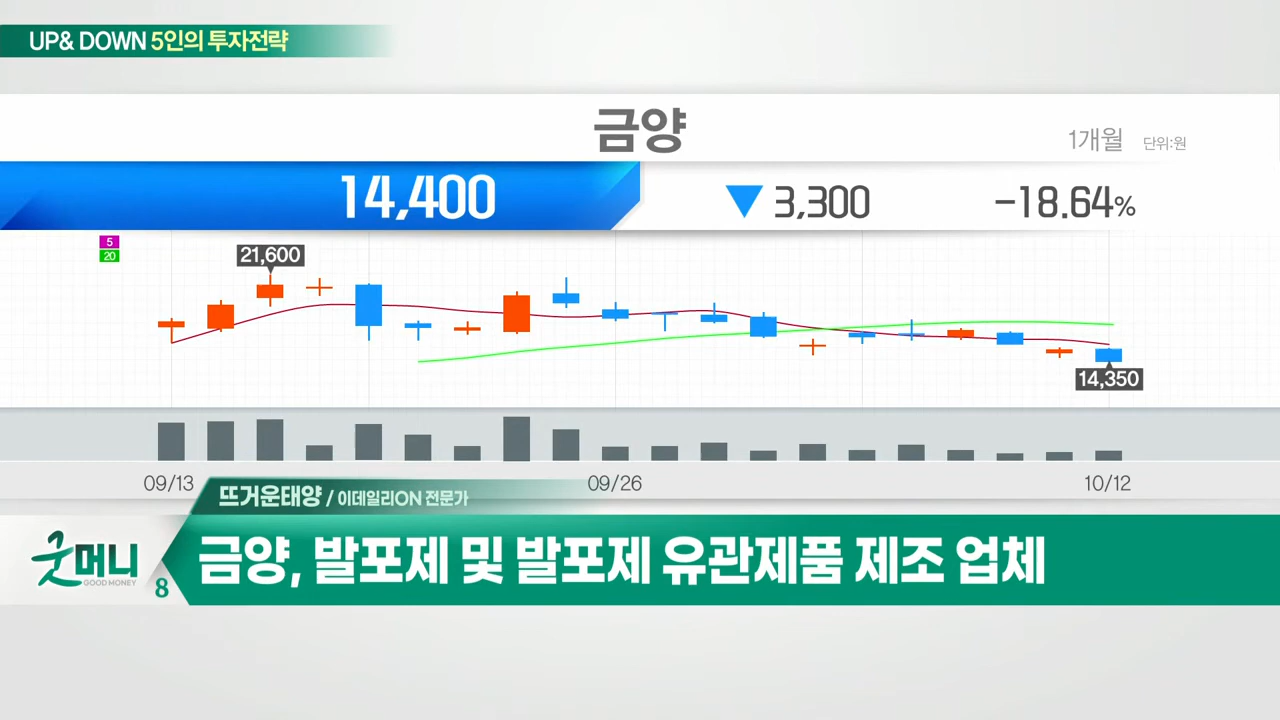 UP& DOWN 5인의 투자전략
금양
1개월 단위:원
14,400 ▼ 3,300 -18.64%
5
20
21,600
14,350
09/13 09/26 10/12
뜨거운태양 / 이데일리ON 전문가
굿머니
GOOD MONEY
8
금양, 발포제 및 발포제 유관제품 제조 업체